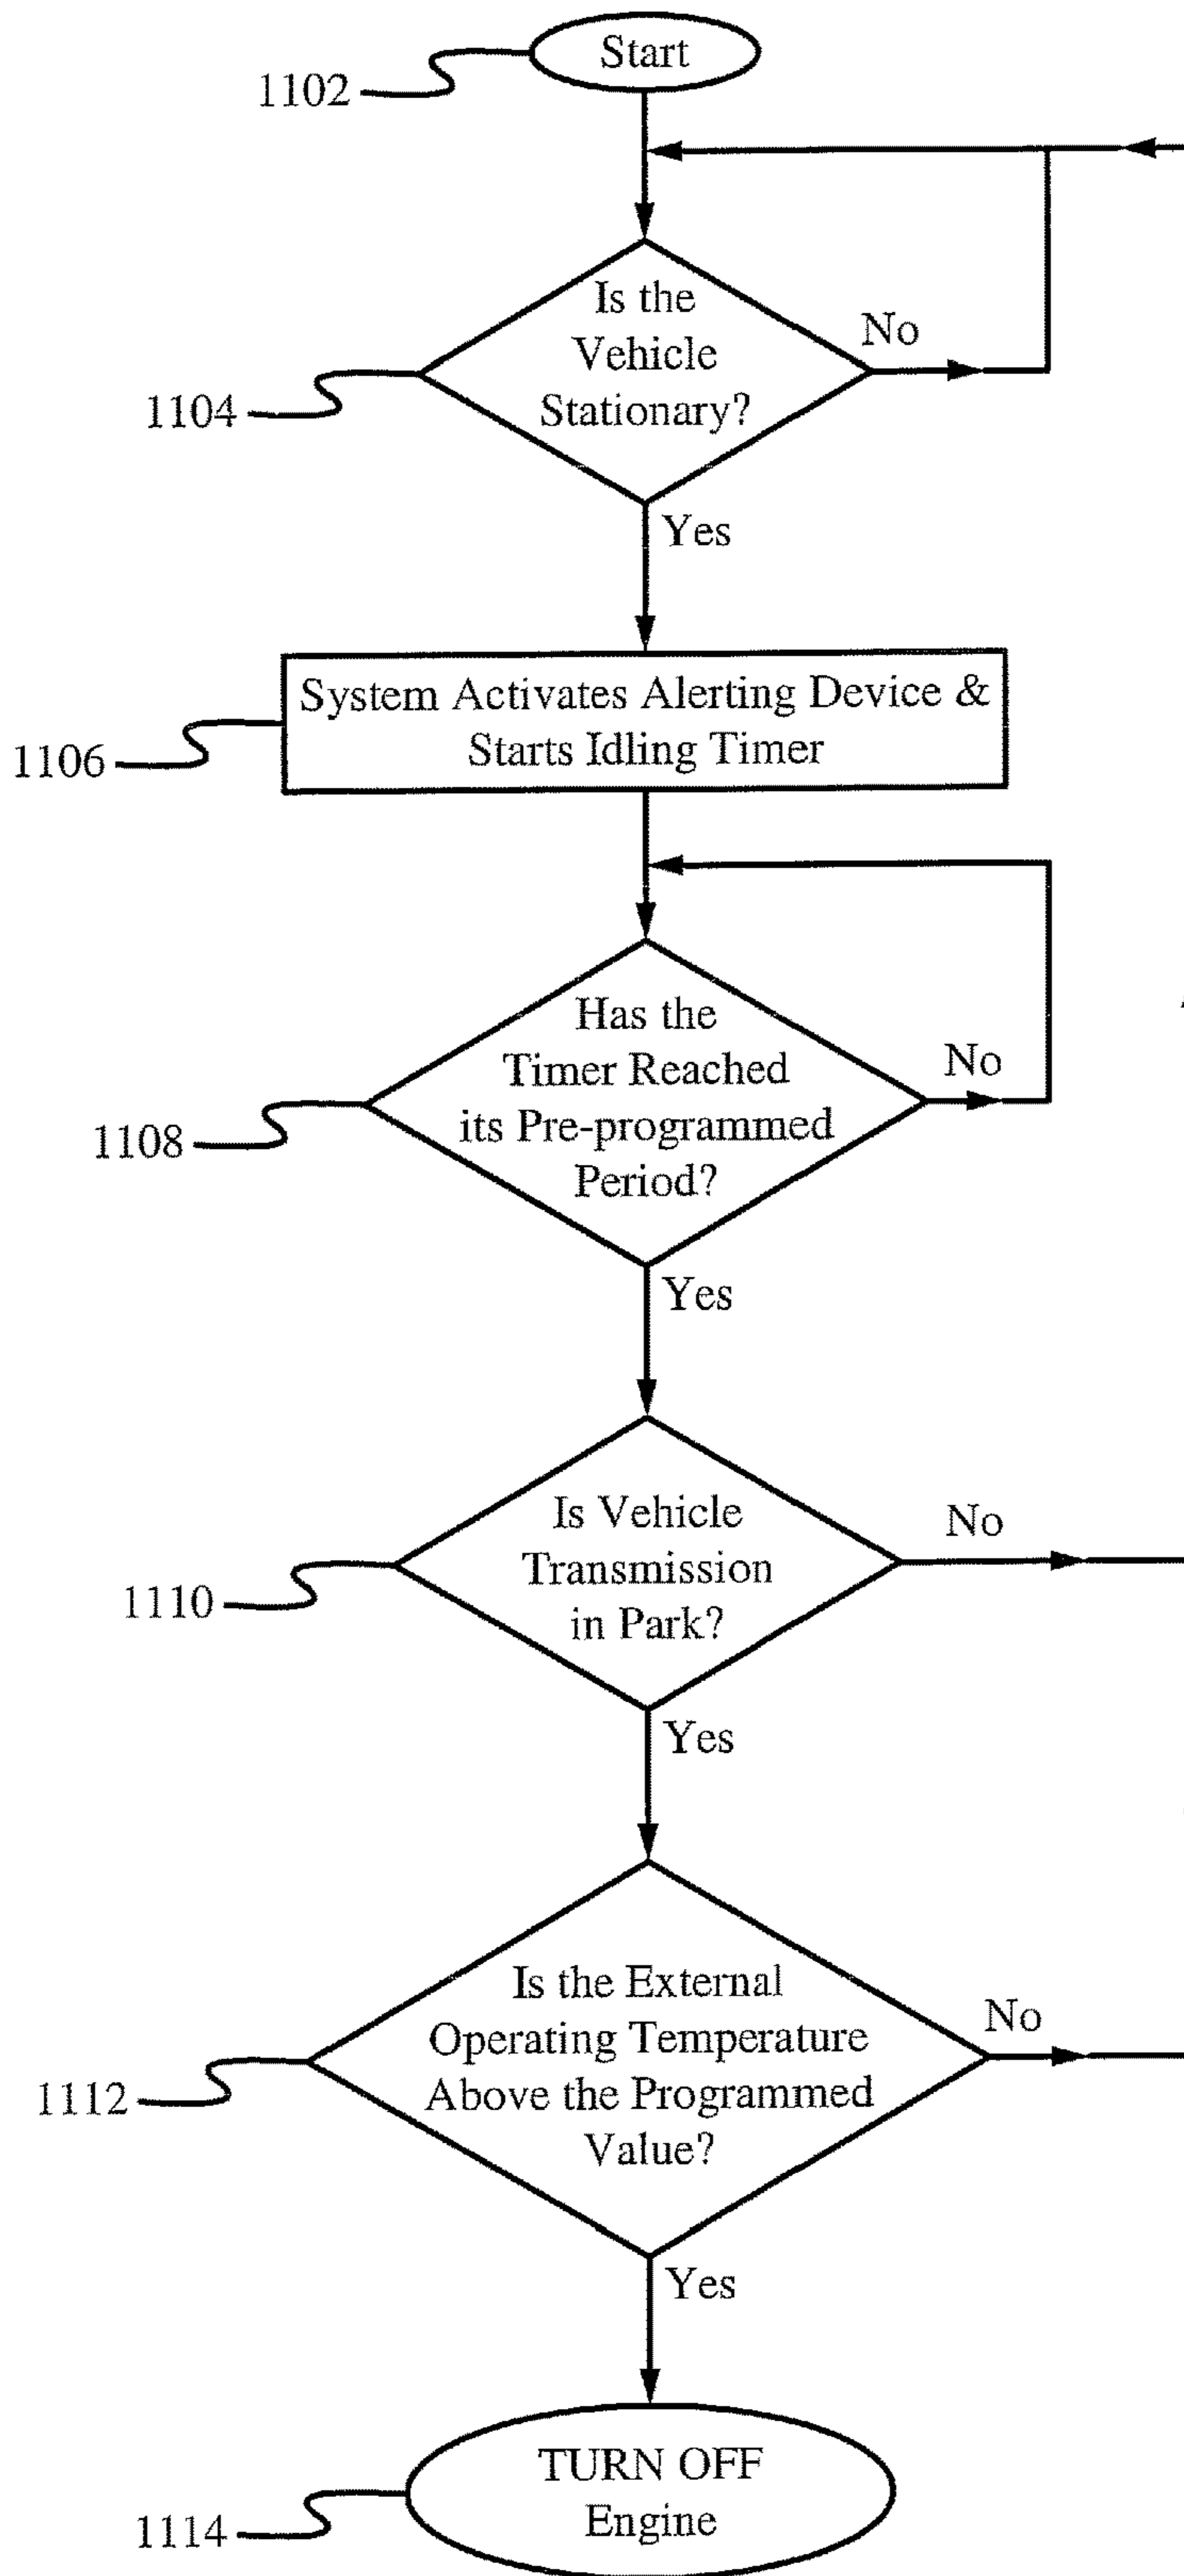 Start
1102
Is the
Vehicle
Stationary?
No
1104
Yes
System Activates Alerting Device &
Starts Idling Timer
1106
Has the
Timer Reached
its Pre-programmed
Period?
No
1108
Yes
Is Vehicle
Transmission
in Park?
No
1110
Yes
Is the External
Operating Temperature
Above the Programmed
Value?
No
1112
Yes
TURN OFF
Engine
1114